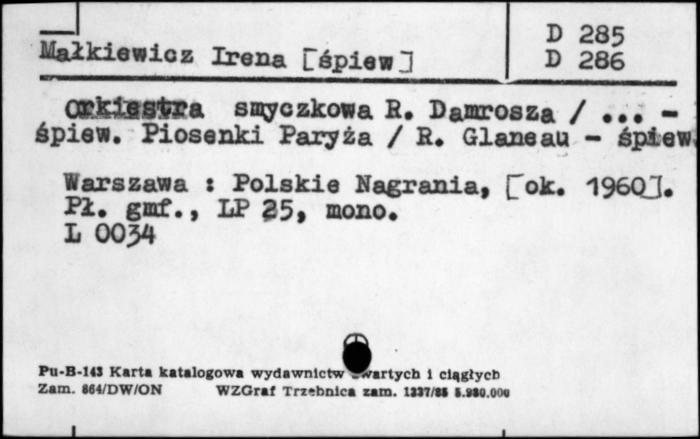 Małkiewicz Irena [śpiew]
D 285
D 286
Orkiestra smyczkowa R. Damrosza / ... -
śpiew. Piosenki Paryża / R. Glaneau - śpiew.
Warszawa : Polskie Nagrania, [ok. 1960].
Pł. gmf., LP 25, mono.
L 0034
Pu-B-143 Karta katalogowa wydawnictw zwartych i ciągłych
Zam. 864/DW/ON WZGraf Trzebnica zam. 1337/85 5.980.000